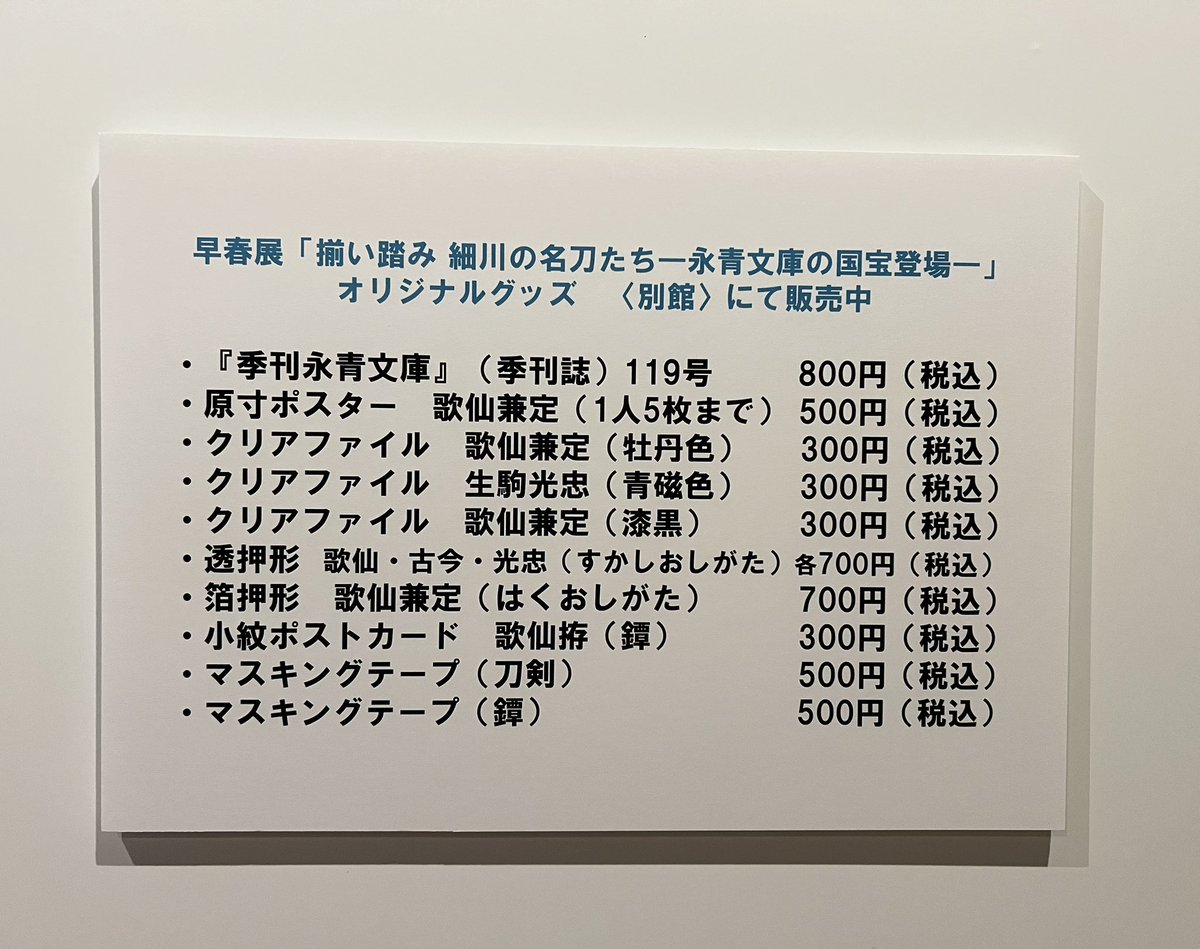 早春展「揃い踏み 細川の名刀たち―永青文庫の国宝登場―」
オリジナルグッズ 〈別館〉にて販売中
・『季刊永青文庫』（季刊誌）119号 800円（税込）
・原寸ポスター 歌仙兼定（1人5枚まで） 500円（税込）
・クリアファイル 歌仙兼定（牡丹色） 300円（税込）
・クリアファイル 生駒光忠（青磁色） 300円（税込）
・クリアファイル 歌仙兼定（漆黒） 300円（税込）
・透押形 歌仙・古今・光忠（すかしおしがた）各700円（税込）
・箔押形 歌仙兼定（はくおしがた） 700円（税込）
・小紋ポストカード 歌仙拵（鐔） 300円（税込）
・マスキングテープ（刀剣） 500円（税込）
・マスキングテープ（鐔） 500円（税込）